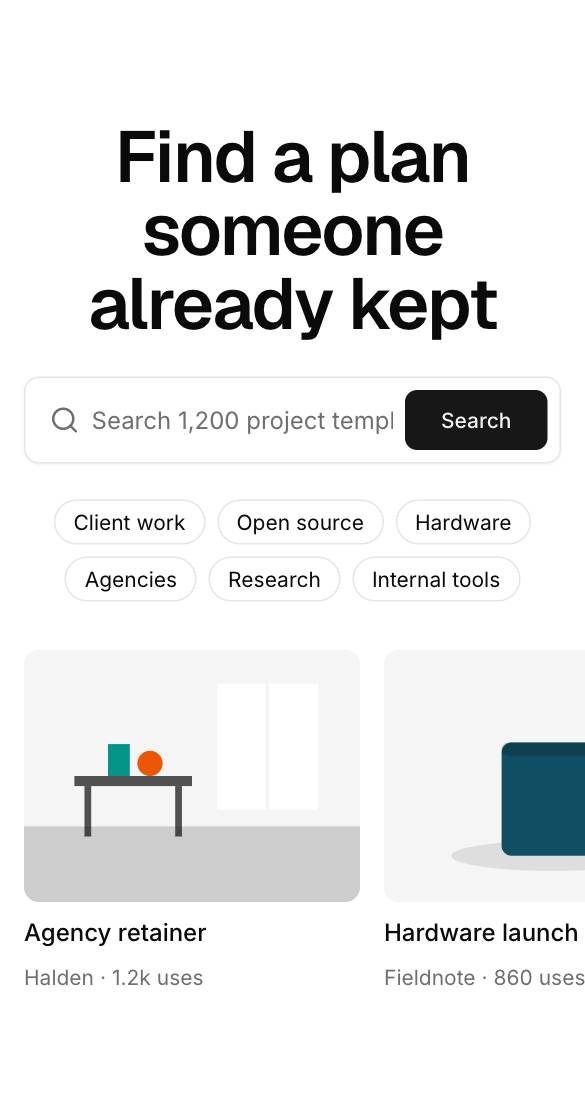 Find a plan
someone
already kept
Search 1,200 project templ
Search
Client work
Open source
Hardware
Agencies
Research
Internal tools
Agency retainer
Halden · 1.2k uses
Hardware launch
Fieldnote · 860 uses